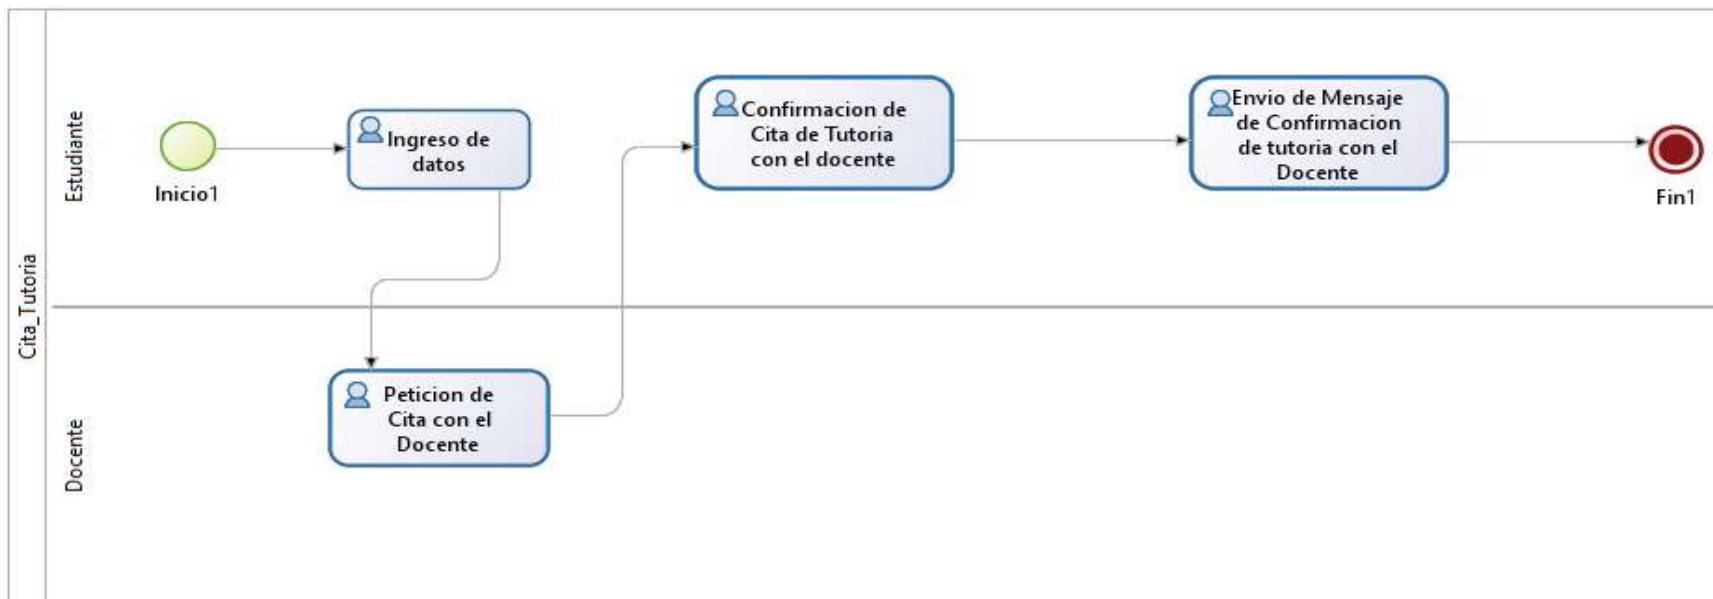 Cita_Tutoria
Estudiante
Inicio1
Ingreso de
datos
Confirmacion de
Cita de Tutoria
con el docente
Envio de Mensaje
de Confirmacion
de tutoria con el
Docente
Fin1
Docente
Peticion de
Cita con el
Docente